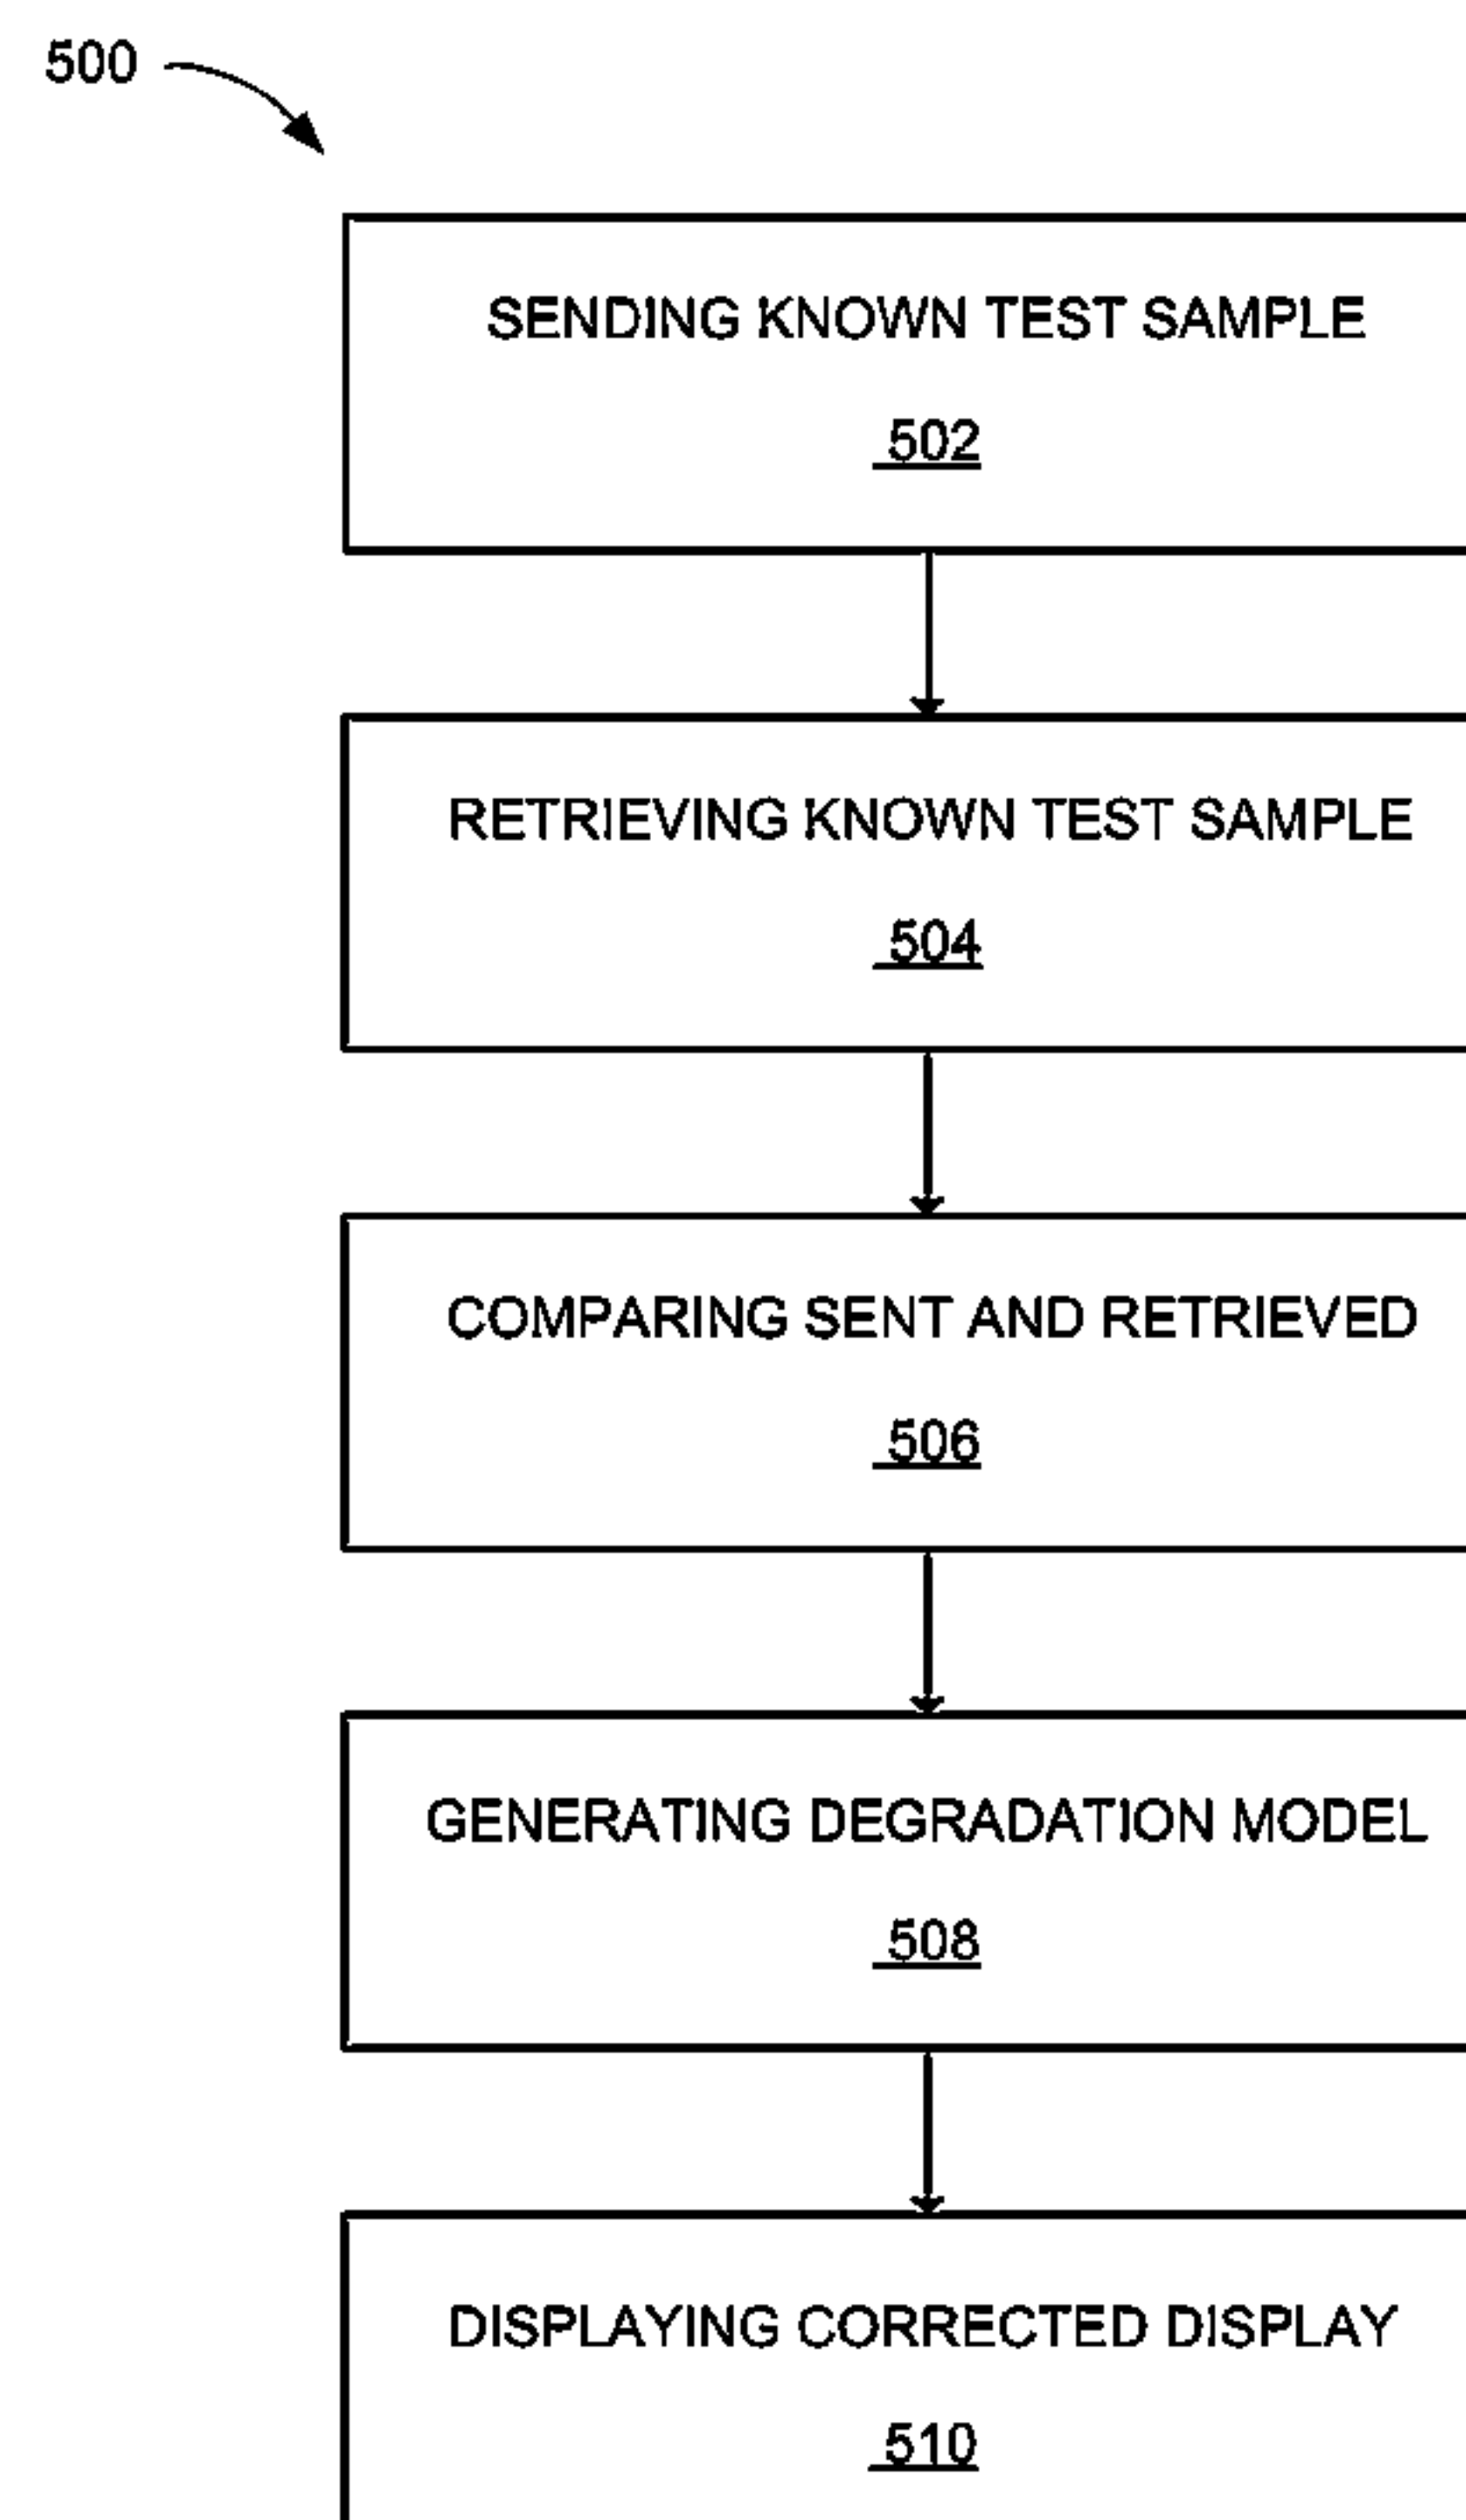 500
SENDING KNOWN TEST SAMPLE
502
RETRIEVING KNOWN TEST SAMPLE
504
COMPARING SENT AND RETRIEVED
506
GENERATING DEGRADATION MODEL
508
DISPLAYING CORRECTED DISPLAY
510